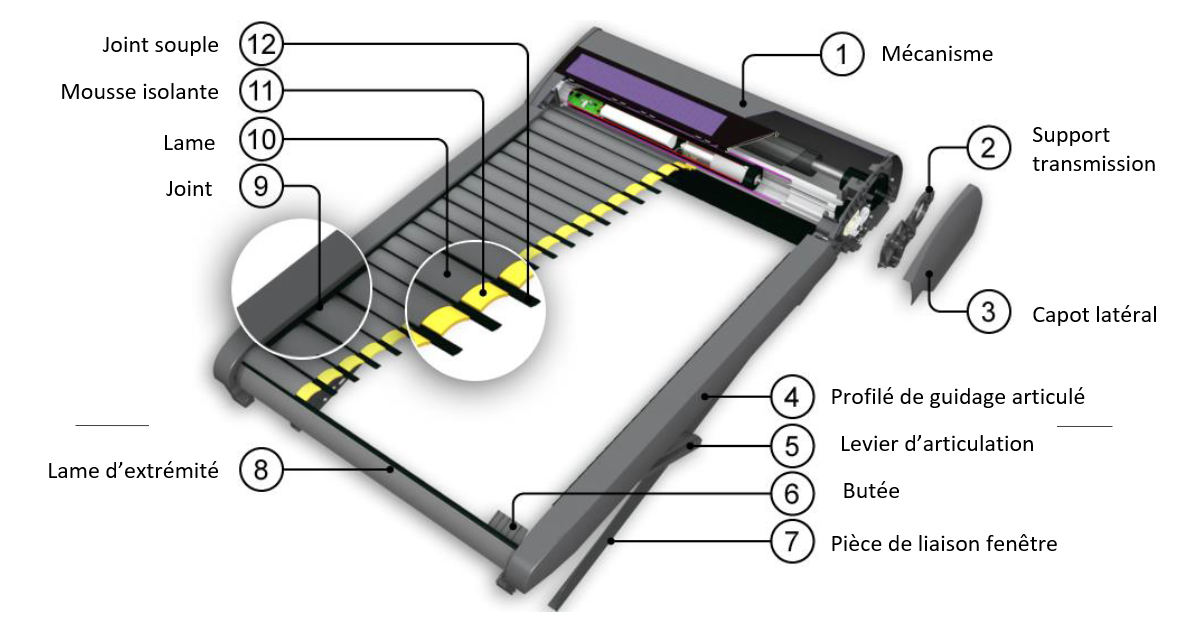 Joint souple 12
Mousse isolante 11
Lame 10
Joint 9
Lame d’extrémité 8
1 Mécanisme
2 Support
transmission
3 Capot latéral
4 Profilé de guidage articulé
5 Levier d’articulation
6 Butée
7 Pièce de liaison fenêtre